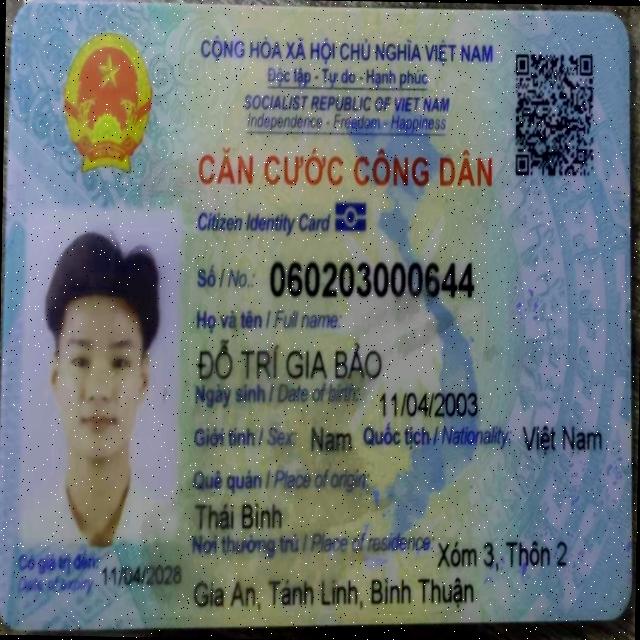 CỘNG HÒA XÃ HỘI CHỦ NGHĨA VIỆT NAM
Độc lập - Tự do - Hạnh phúc
SOCIALIST REPUBLIC OF VIET NAM
Independence - Freedom - Happiness
CĂN CƯỚC CÔNG DÂN
Citizen Identity Card
Số / No.: 060203000644
Họ và tên / Full name:
ĐỖ TRÍ GIA BẢO
Ngày sinh / Date of birth: 11/04/2003
Giới tính / Sex: Nam Quốc tịch / Nationality: Việt Nam
Quê quán / Place of origin:
Thái Bình
Nơi thường trú / Place of residence: Xóm 3, Thôn 2
Gia An, Tánh Linh, Bình Thuận
Có giá trị đến: 11/04/2028
Date of expiry